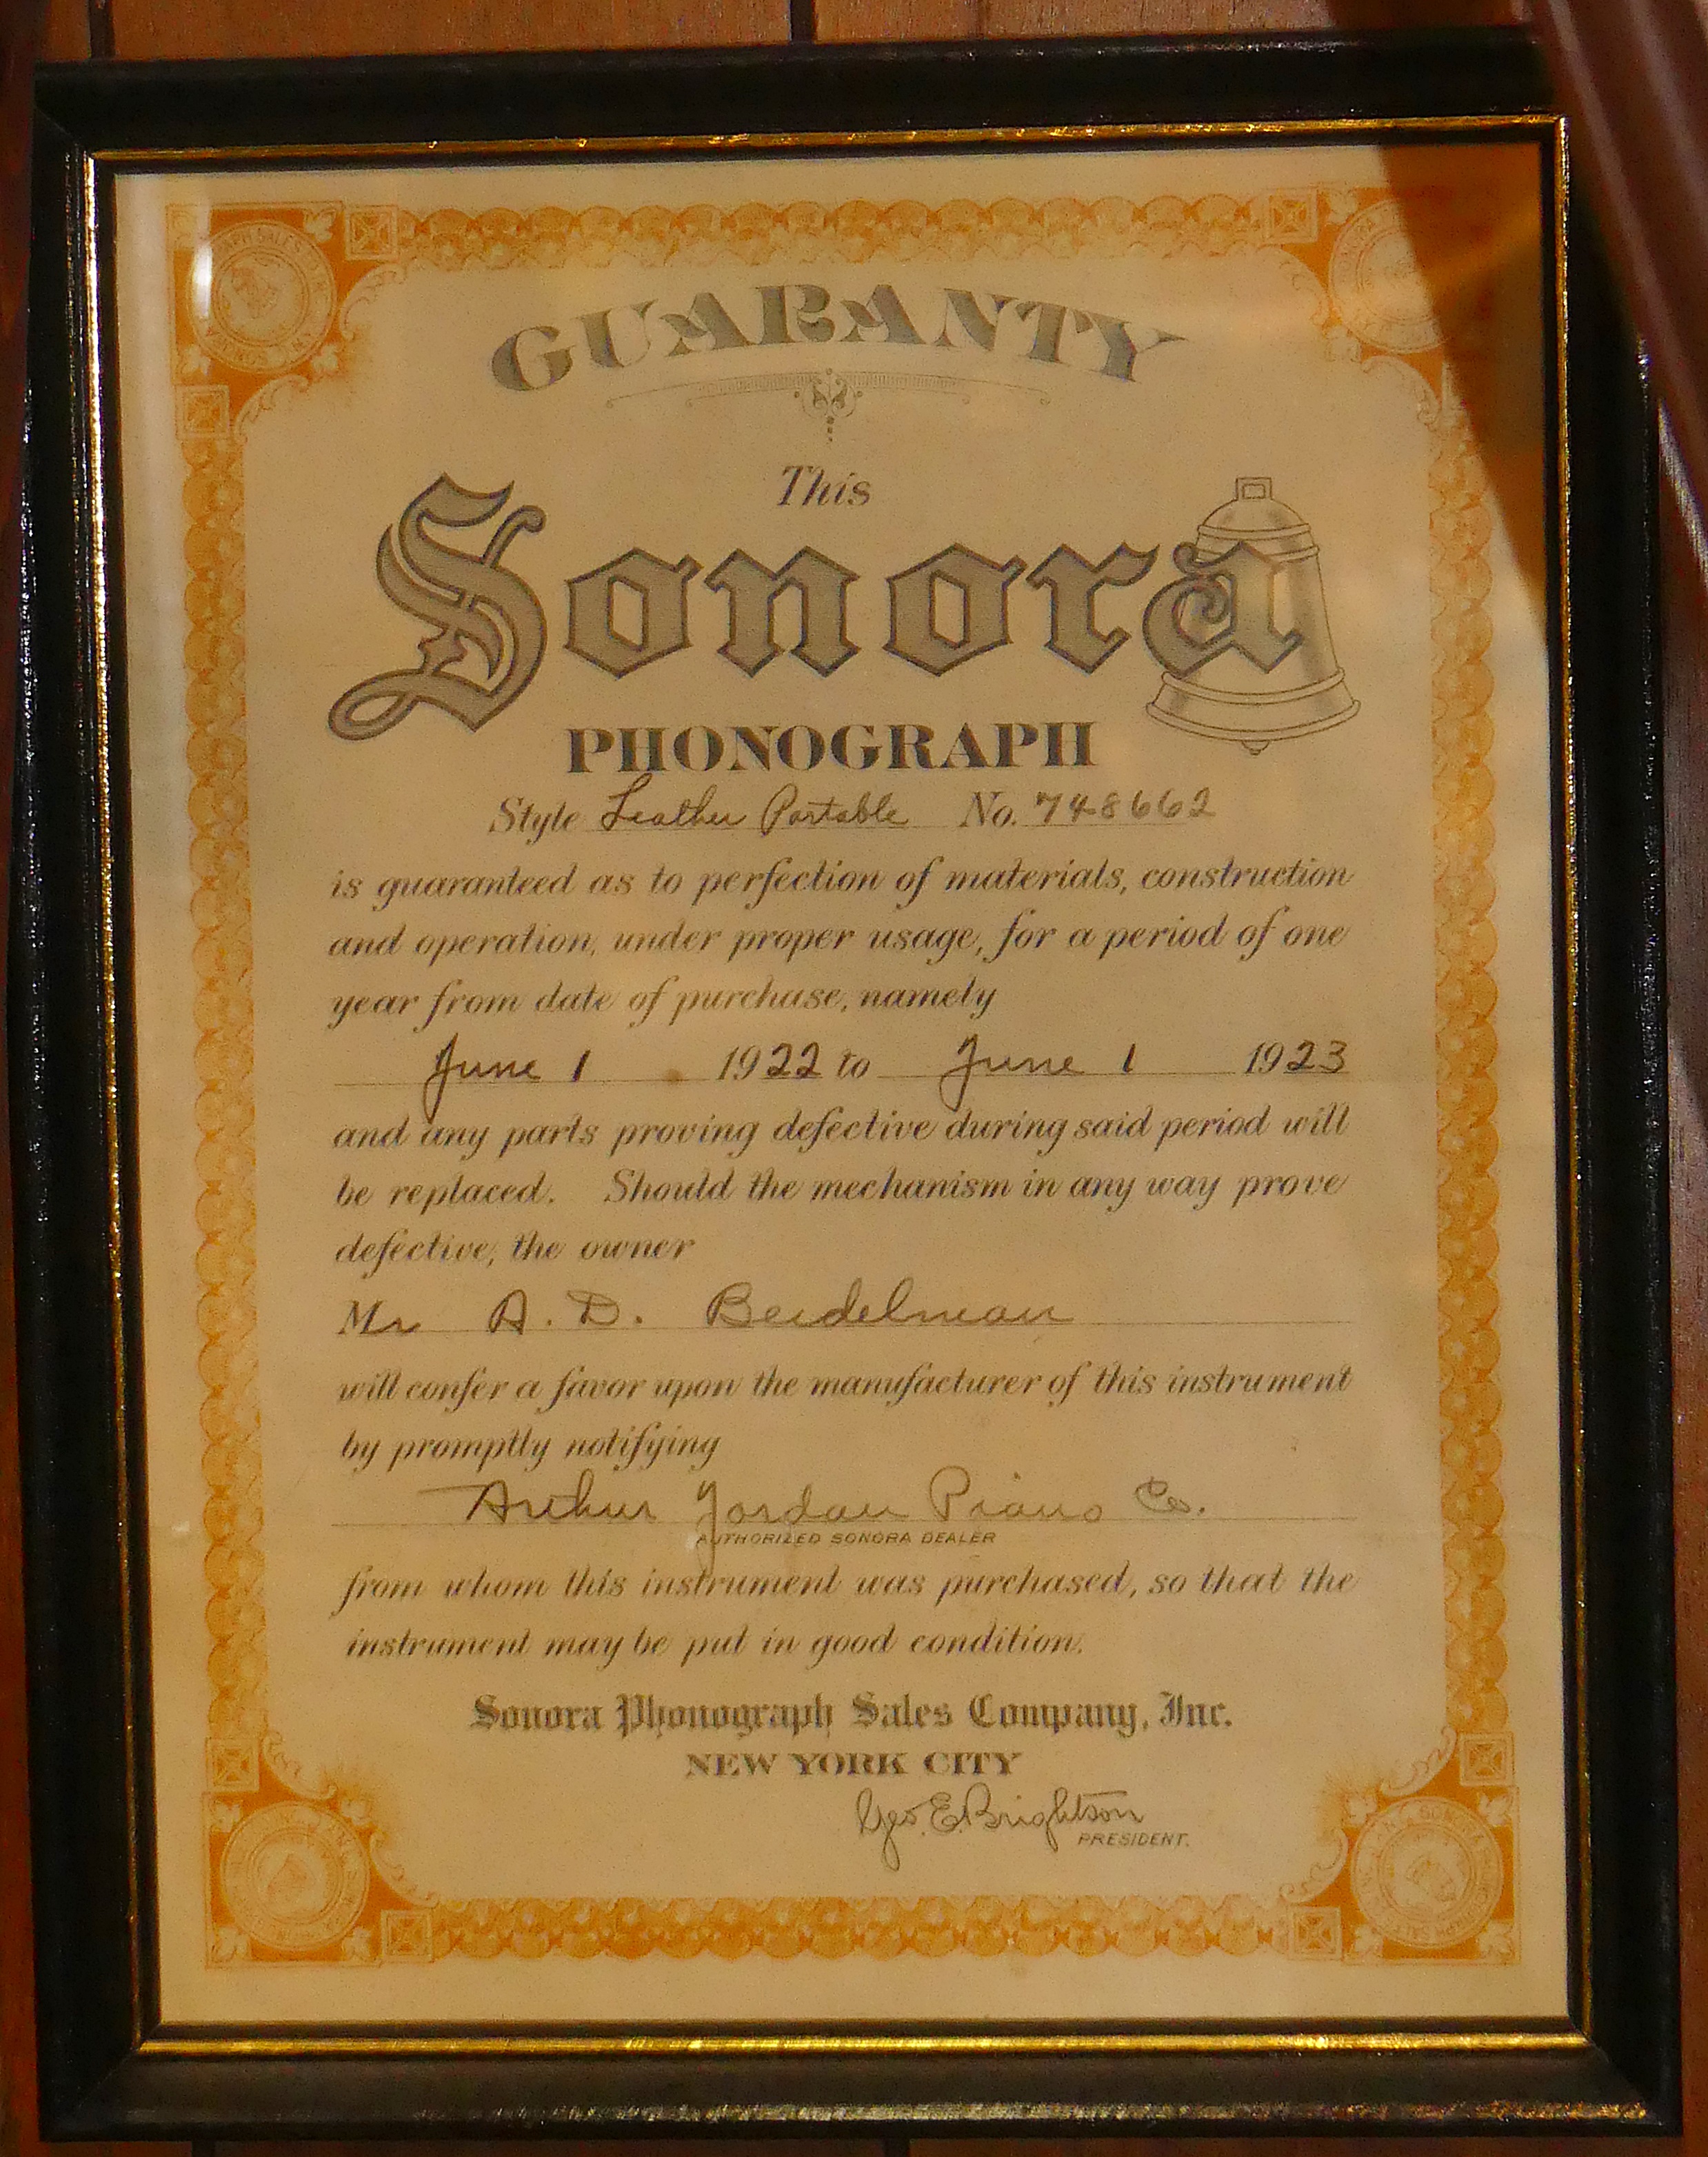 GUARANTY
This
Sonora
PHONOGRAPH
Style Leather Portable No. 748662
is guaranteed as to perfection of materials, construction
and operation, under proper usage, for a period of one
year from date of purchase, namely
June 1 1922 to June 1 1923
and any parts proving defective during said period will
be replaced. Should the mechanism in any way prove
defective, the owner
Mr A. D. Beidelman
will confer a favor upon the manufacturer of this instrument
by promptly notifying
Arthur Jordan Piano Co.
AUTHORIZED SONORA DEALER
from whom this instrument was purchased, so that the
instrument may be put in good condition.
Sonora Phonograph Sales Company, Inc.
NEW YORK CITY
Geo. E. Brightson
PRESIDENT.